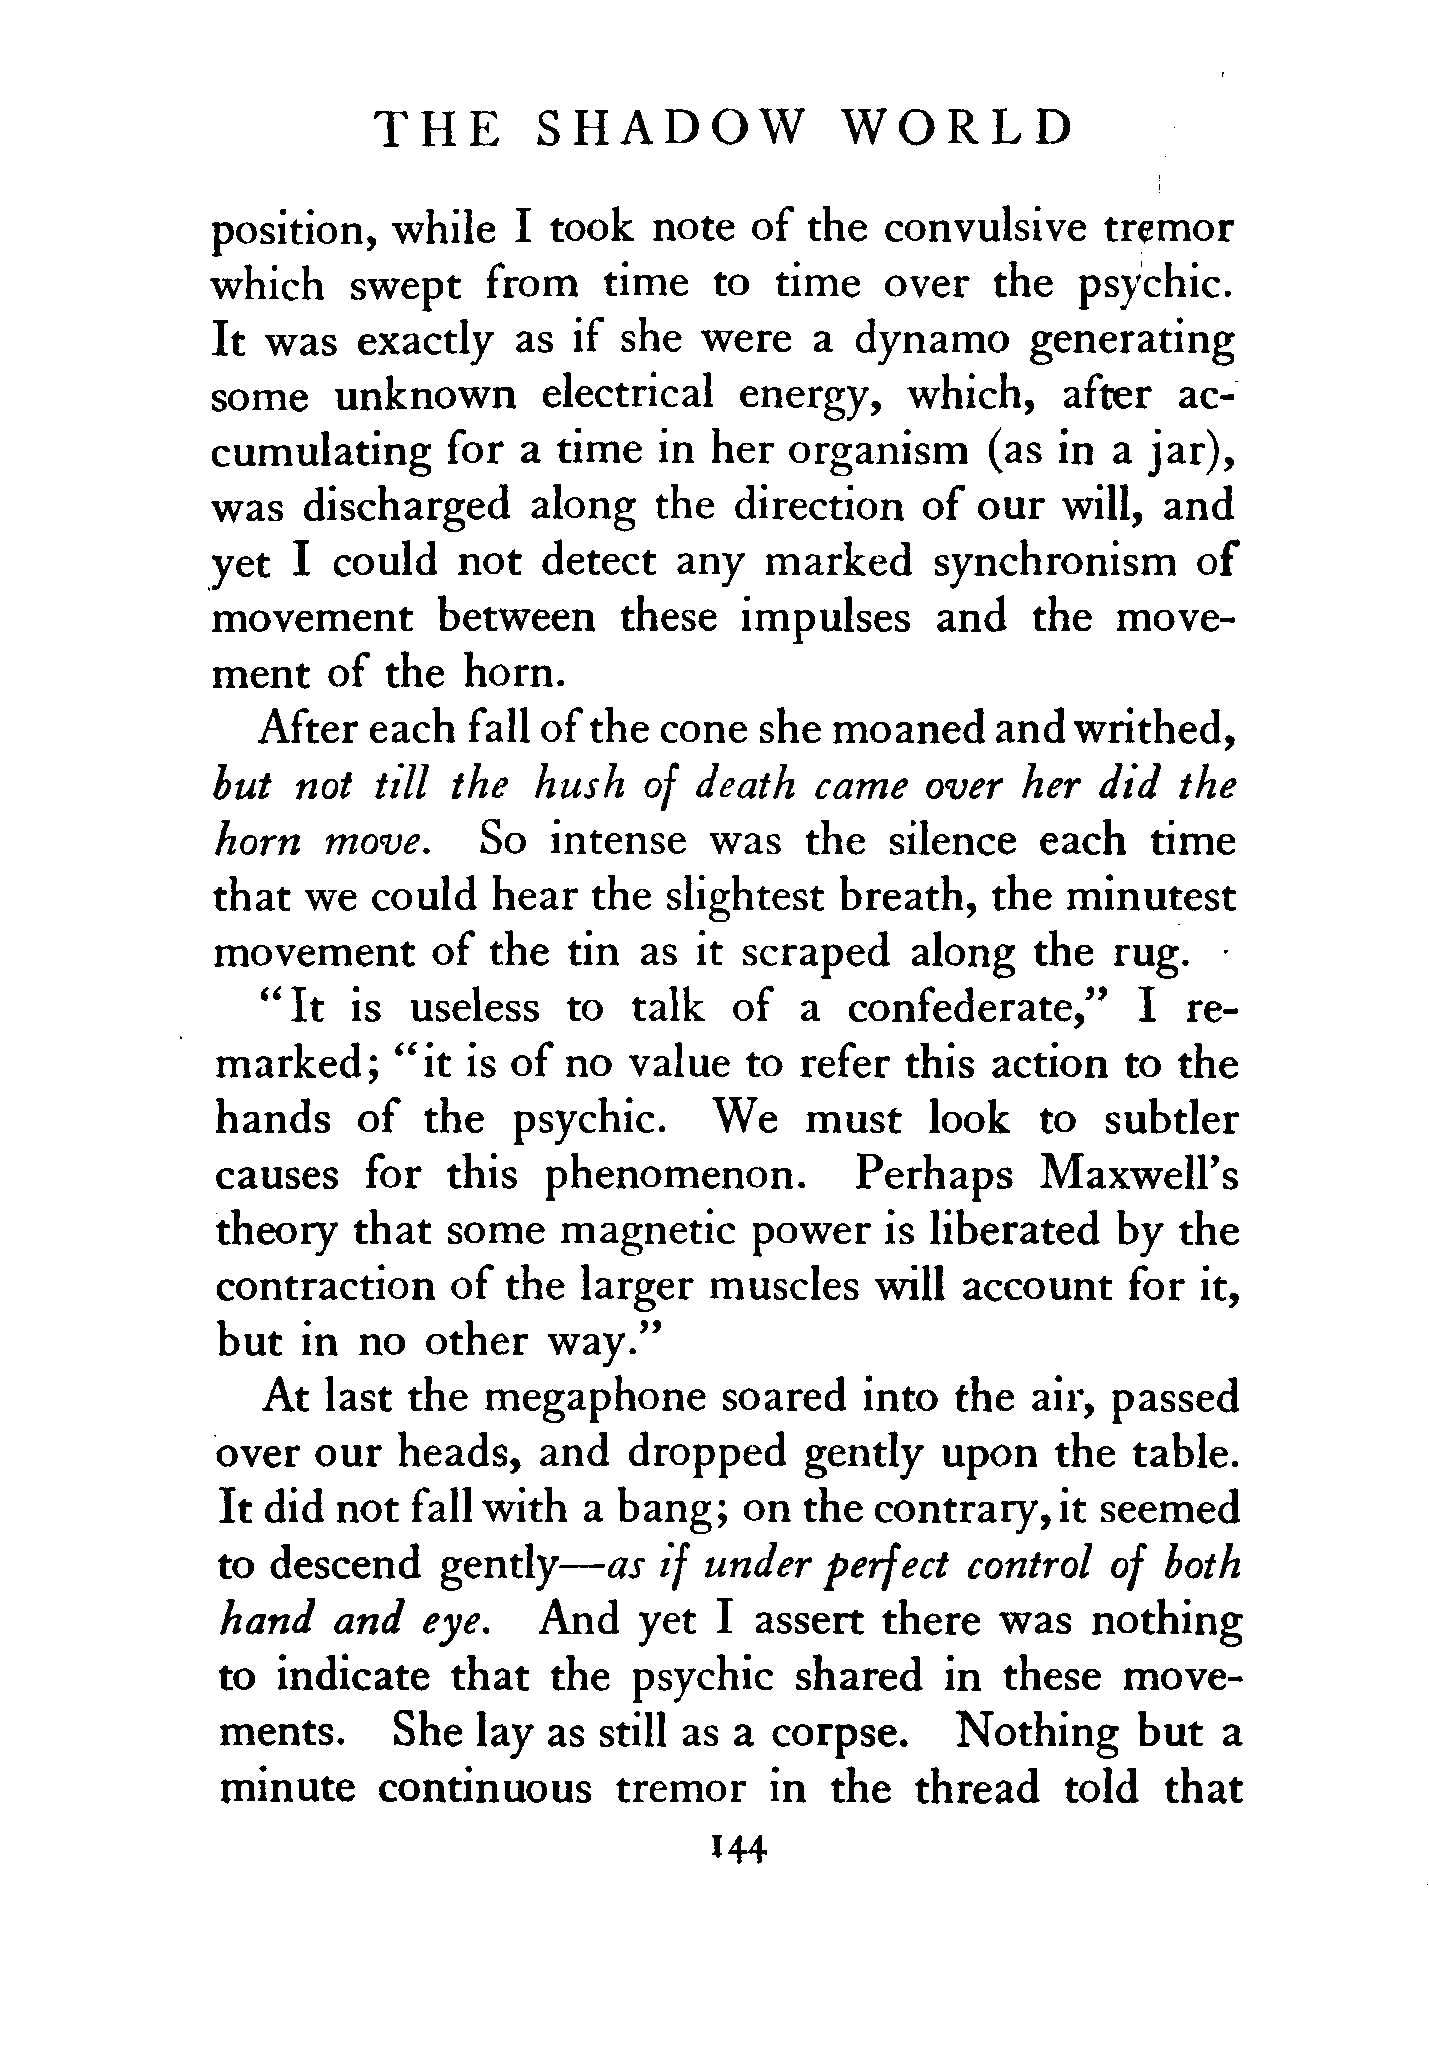 THE SHADOW WORLD
position, while I took note of the convulsive tremor
which swept from time to time over the psychic.
It was exactly as if she were a dynamo generating
some unknown electrical energy, which, after ac-
cumulating for a time in her organism (as in a jar),
was discharged along the direction of our will, and
yet I could not detect any marked synchronism of
movement between these impulses and the move-
ment of the horn.
After each fall of the cone she moaned and writhed,
but not till the hush of death came over her did the
horn move. So intense was the silence each time
that we could hear the slightest breath, the minutest
movement of the tin as it scraped along the rug.
"It is useless to talk of a confederate," I re-
marked; "it is of no value to refer this action to the
hands of the psychic. We must look to subtler
causes for this phenomenon. Perhaps Maxwell's
theory that some magnetic power is liberated by the
contraction of the larger muscles will account for it,
but in no other way."
At last the megaphone soared into the air, passed
over our heads, and dropped gently upon the table.
It did not fall with a bang; on the contrary, it seemed
to descend gently—as if under perfect control of both
hand and eye. And yet I assert there was nothing
to indicate that the psychic shared in these move-
ments. She lay as still as a corpse. Nothing but a
minute continuous tremor in the thread told that
144